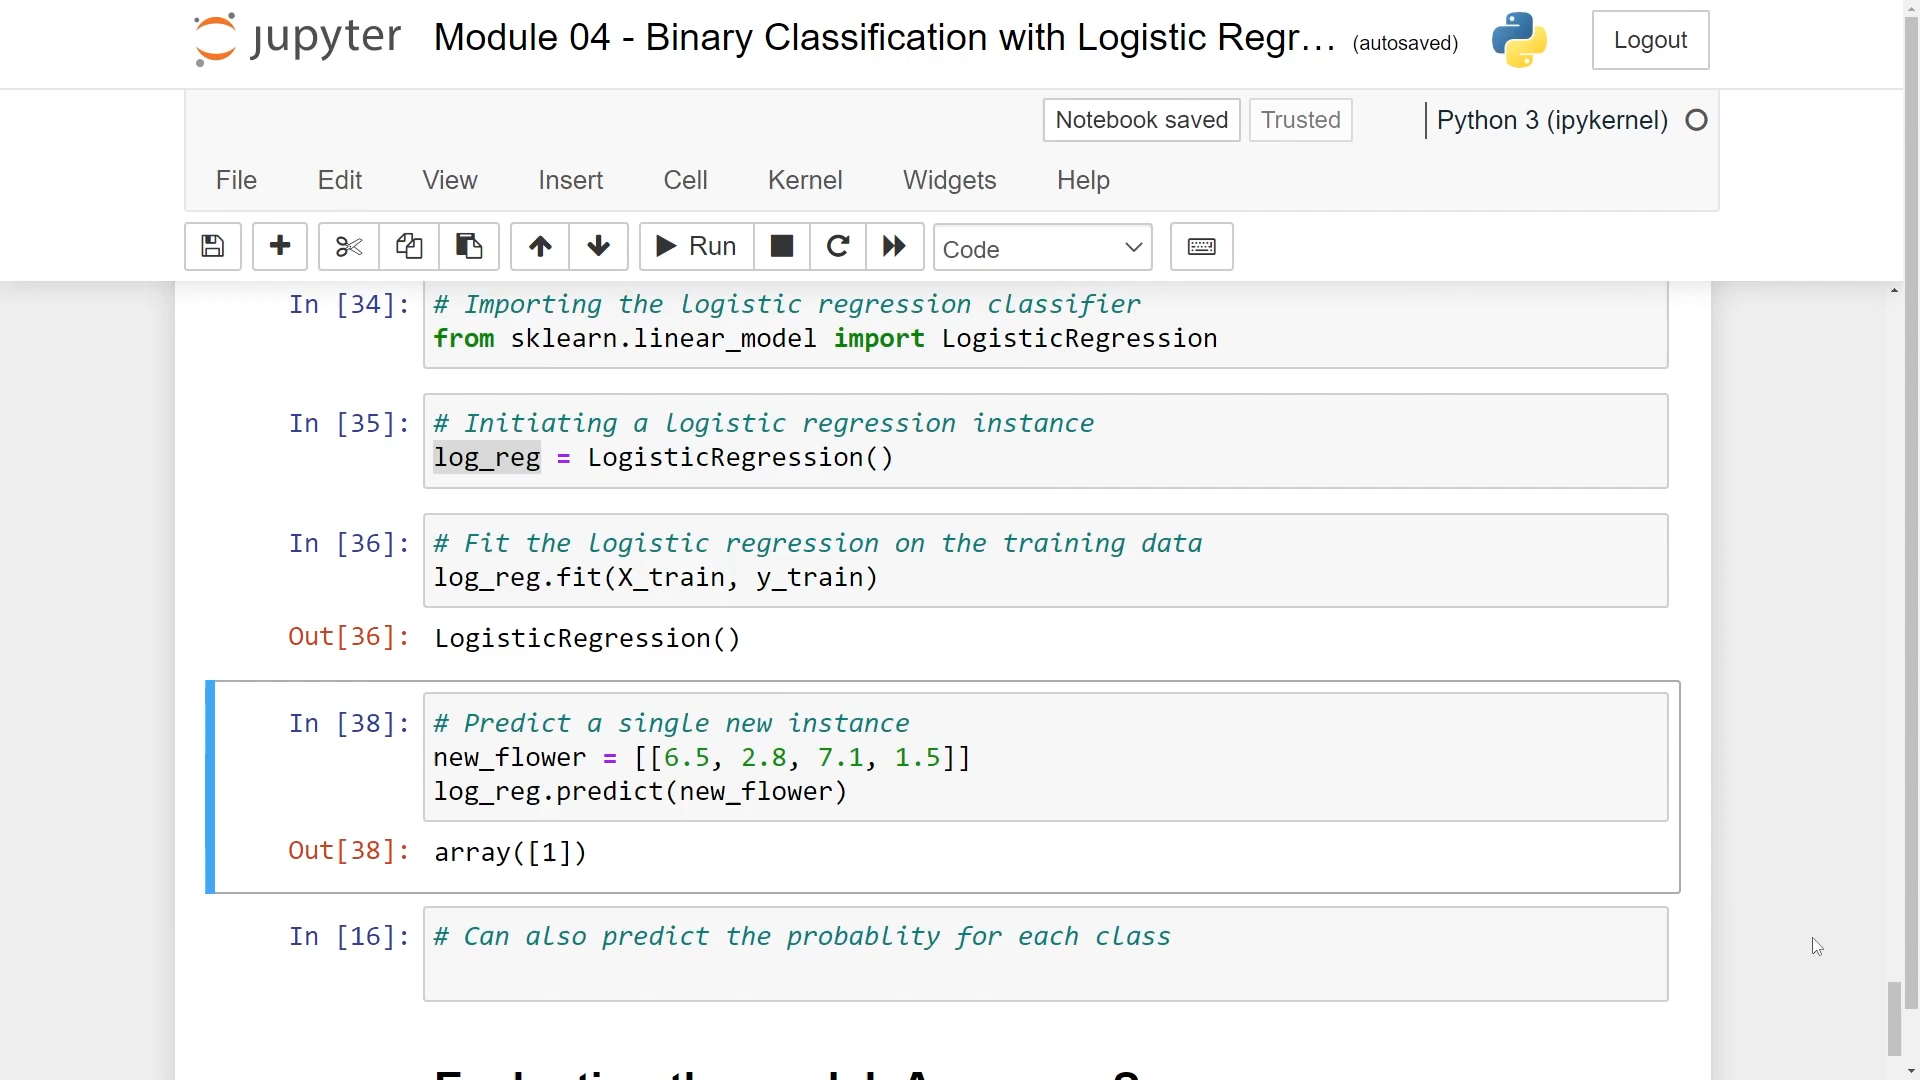 jupyter Module 04 - Binary Classification with Logistic Regr... (autosaved) Logout
Notebook saved Trusted Python 3 (ipykernel)
File Edit View Insert Cell Kernel Widgets Help
Run Code
In [34]: # Importing the logistic regression classifier
from sklearn.linear_model import LogisticRegression
In [35]: # Initiating a logistic regression instance
log_reg = LogisticRegression()
In [36]: # Fit the logistic regression on the training data
log_reg.fit(X_train, y_train)
Out[36]: LogisticRegression()
In [38]: # Predict a single new instance
new_flower = [[6.5, 2.8, 7.1, 1.5]]
log_reg.predict(new_flower)
Out[38]: array([1])
In [16]: # Can also predict the probablity for each class